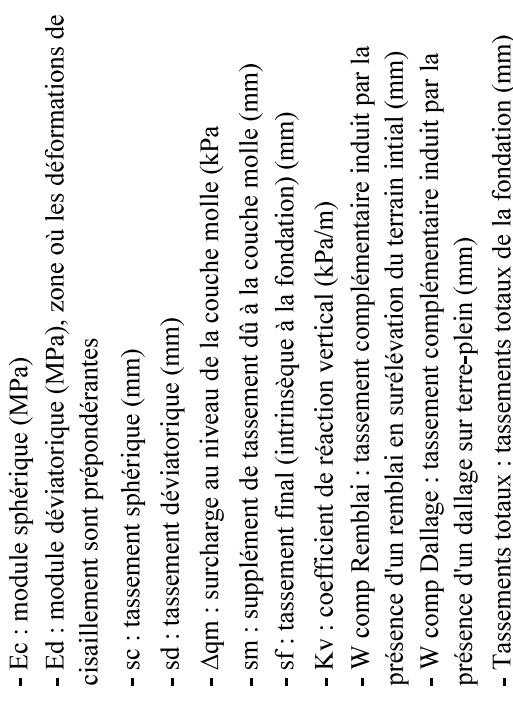 - Ec : module sphérique (MPa)
- Ed : module déviatorique (MPa), zone où les déformations de
cisaillement sont prépondérantes
- sc : tassement sphérique (mm)
- sd : tassement déviatorique (mm)
- Δqm : surcharge au niveau de la couche molle (kPa
- sm : supplément de tassement dû à la couche molle (mm)
- sf : tassement final (intrinsèque à la fondation) (mm)
- Kv : coefficient de réaction vertical (kPa/m)
- W comp Remblai : tassement complémentaire induit par la
présence d'un remblai en surélévation du terrain intial (mm)
- W comp Dallage : tassement complémentaire induit par la
présence d'un dallage sur terre-plein (mm)
- Tassements totaux : tassements totaux de la fondation (mm)